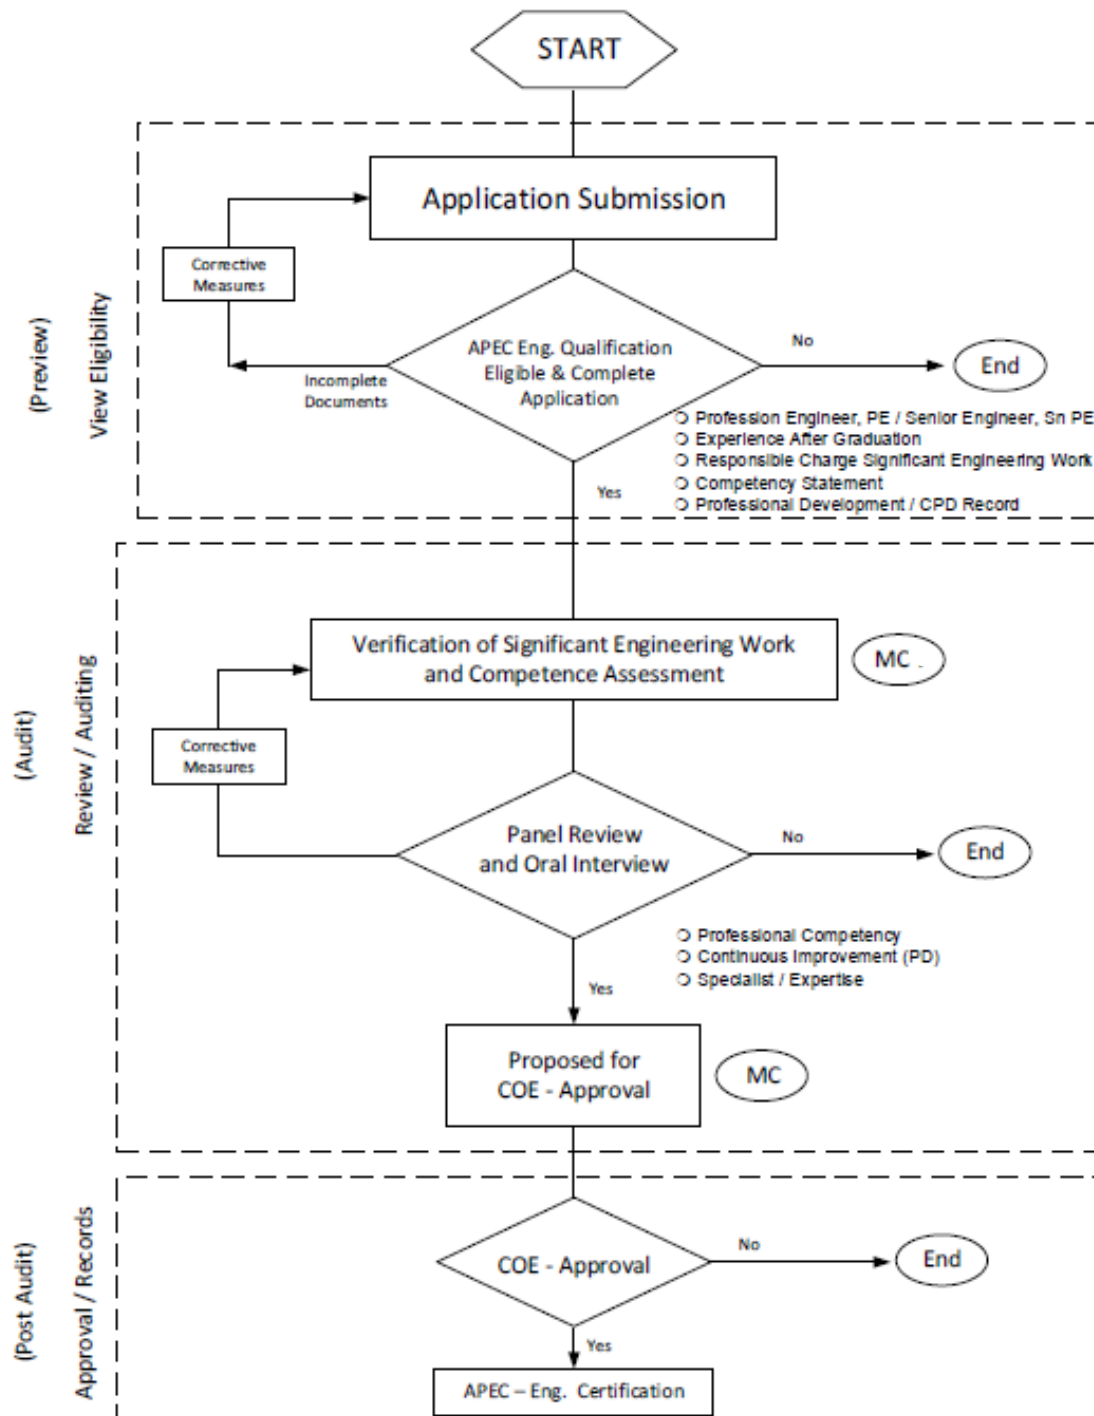 START
Application Submission
Corrective
Measures
(Preview)
View Eligibility
APEC Eng. Qualification
Eligible & Complete
Application
No
End
Incomplete
Documents
❍ Profession Engineer, PE / Senior Engineer, Sn PE
❍ Experience After Graduation
❍ Responsible Charge Significant Engineering Work
❍ Competency Statement
❍ Professional Development / CPD Record
Yes
Verification of Significant Engineering Work
and Competence Assessment
MC .
(Audit)
Review / Auditing
Corrective
Measures
Panel Review
and Oral Interview
No
End
❍ Professional Competency
❍ Continuous Improvement (PD)
❍ Specialist / Expertise
Yes
Proposed for
COE - Approval
MC
(Post Audit)
Approval / Records
COE - Approval
No
End
Yes
APEC – Eng. Certification